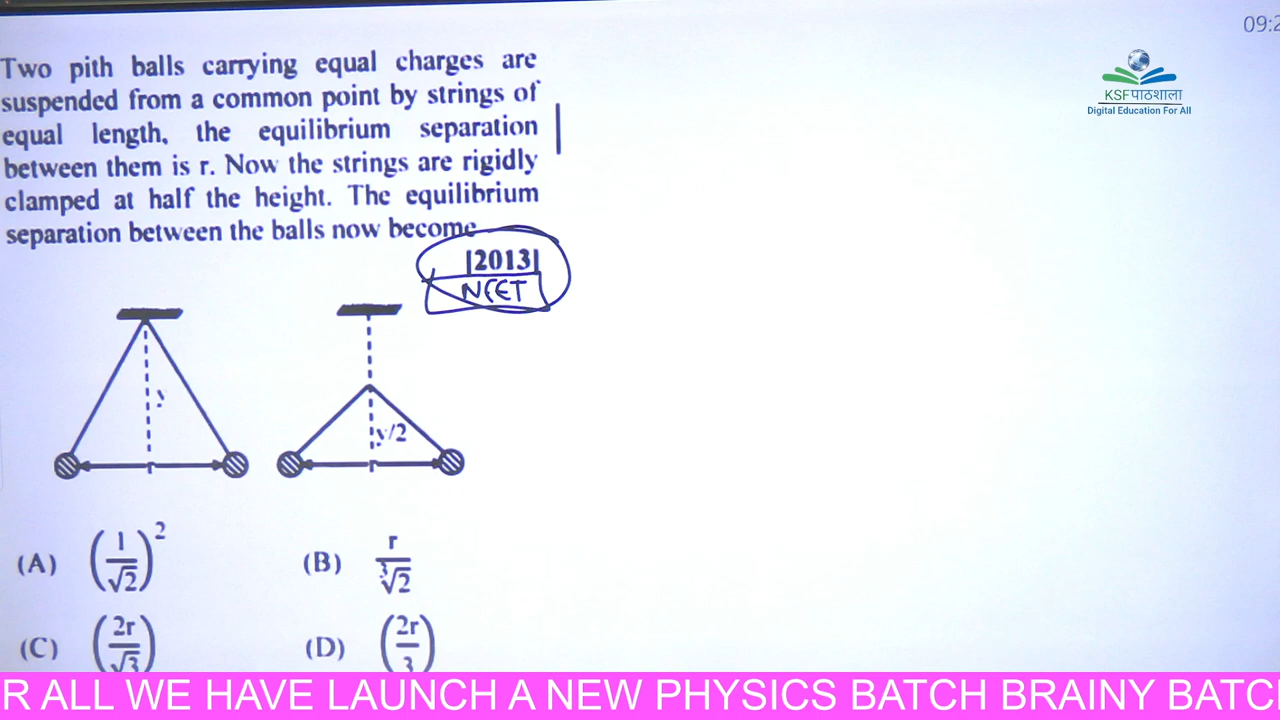 09:2
KSFपाठशाला
Digital Education For All
Two pith balls carrying equal charges are
suspended from a common point by strings of
equal length, the equilibrium separation
between them is r. Now the strings are rigidly
clamped at half the height. The equilibrium
separation between the balls now become
[2013]
NEET
y
y/2
r
r
(A) (1/√2)²
(B) r/∛2
(C) (2r/√3)
(D) (2r/3)
R ALL WE HAVE LAUNCH A NEW PHYSICS BATCH BRAINY BATC